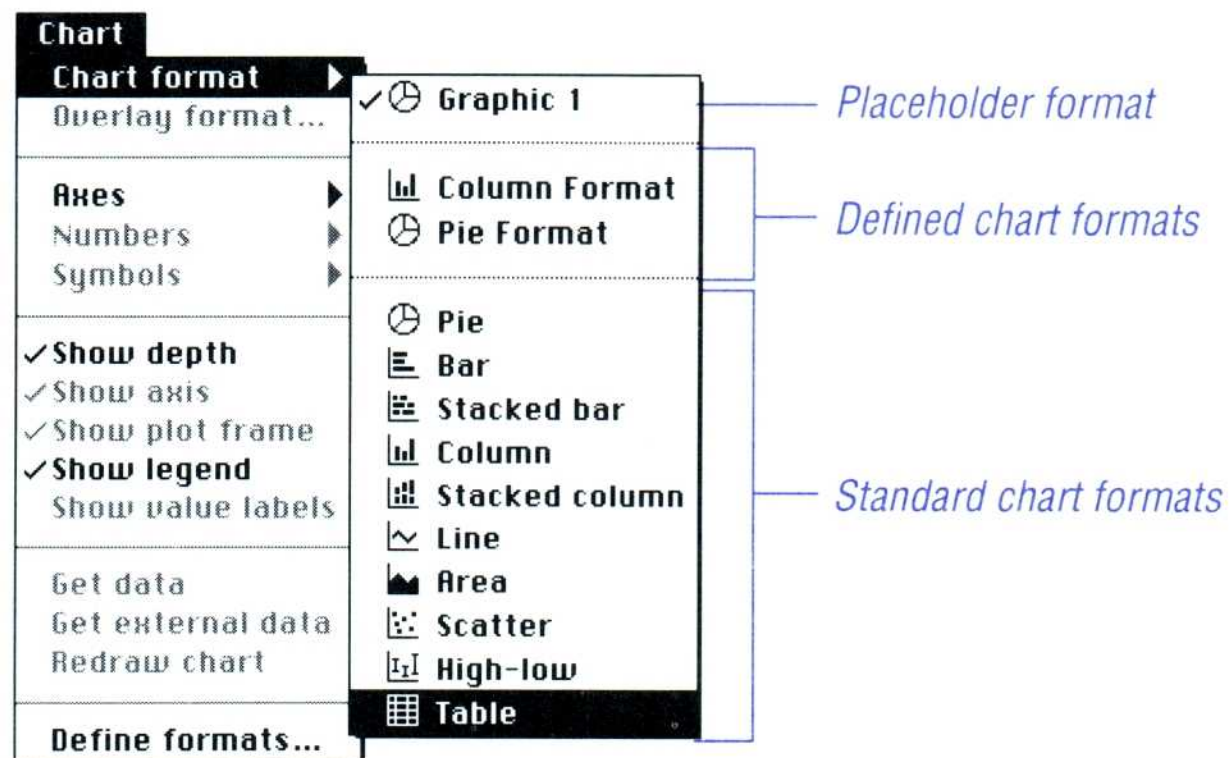 Chart
Chart format
Overlay format...
Axes
Numbers
Symbols
Show depth
Show axis
Show plot frame
Show legend
Show value labels
Get data
Get external data
Redraw chart
Define formats...
Graphic 1
Column Format
Pie Format
Pie
Bar
Stacked bar
Column
Stacked column
Line
Area
Scatter
High-low
Table
Placeholder format
Defined chart formats
Standard chart formats